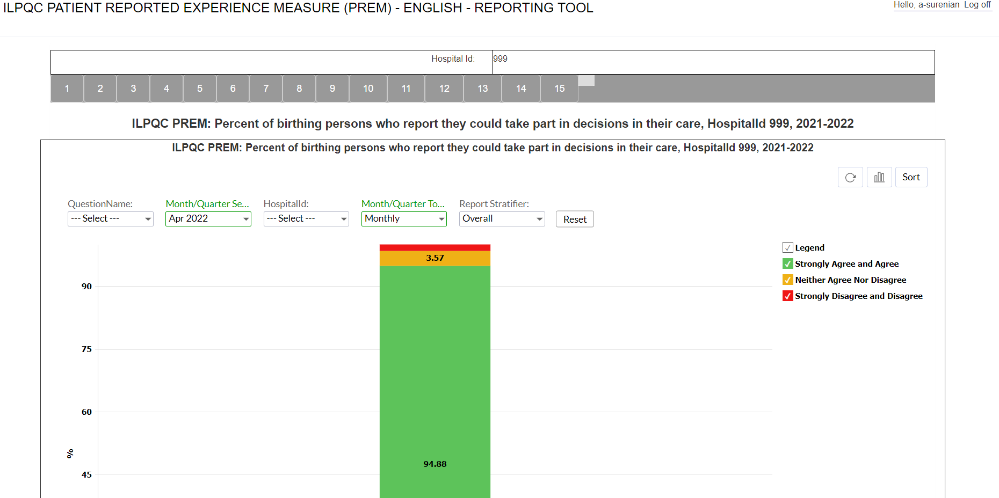 ILPQC PATIENT REPORTED EXPERIENCE MEASURE (PREM) - ENGLISH - REPORTING TOOL
Hello, a-surenian Log off
Hospital Id: 999
1 2 3 4 5 6 7 8 9 10 11 12 13 14 15
ILPQC PREM: Percent of birthing persons who report they could take part in decisions in their care, HospitalId 999, 2021-2022
ILPQC PREM: Percent of birthing persons who report they could take part in decisions in their care, HospitalId 999, 2021-2022
Sort
QuestionName: Month/Quarter Se... HospitalId: Month/Quarter To... Report Stratifier:
--- Select --- Apr 2022 --- Select --- Monthly Overall Reset
Legend
Strongly Agree and Agree
Neither Agree Nor Disagree
Strongly Disagree and Disagree
3.57
90
75
60
%
94.88
45